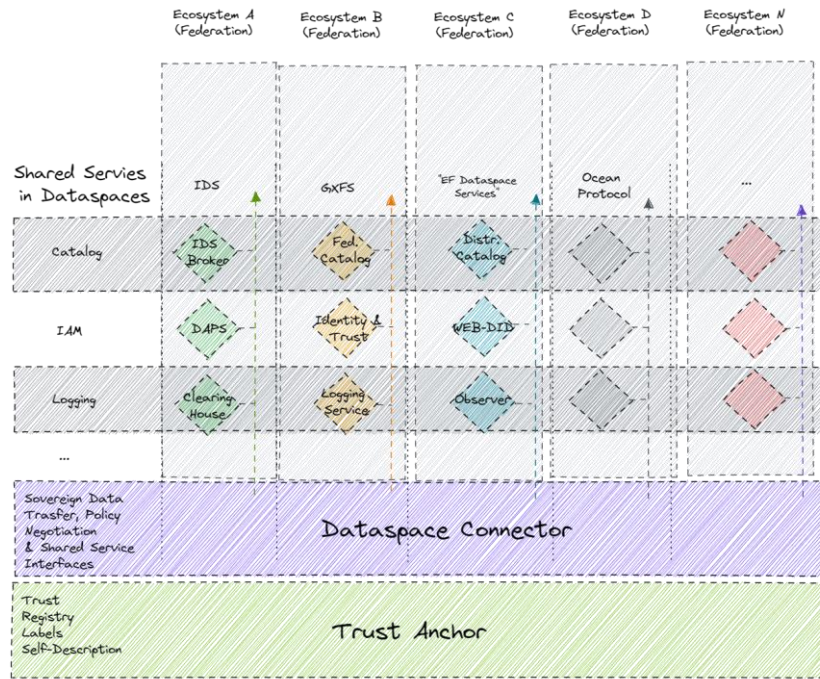 Ecosystem A
(Federation)
Ecosystem B
(Federation)
Ecosystem C
(Federation)
Ecosystem D
(Federation)
Ecosystem N
(Federation)
Shared Servies
in Dataspaces
IDS
GXFS
"EF Dataspace
Services"
Ocean
Protocol
...
Catalog
IDS
Broker
Fed.
Catalog
Distr.
Catalog
IAM
DAPS
Identity &
Trust
WEB-DID
Logging
Clearing
House
Logging
Service
Observer
...
Sovereign Data
Trasfer, Policy
Negotiation
& Shared Service
Interfaces
Dataspace Connector
Trust
Registry
Labels
Self-Description
Trust Anchor